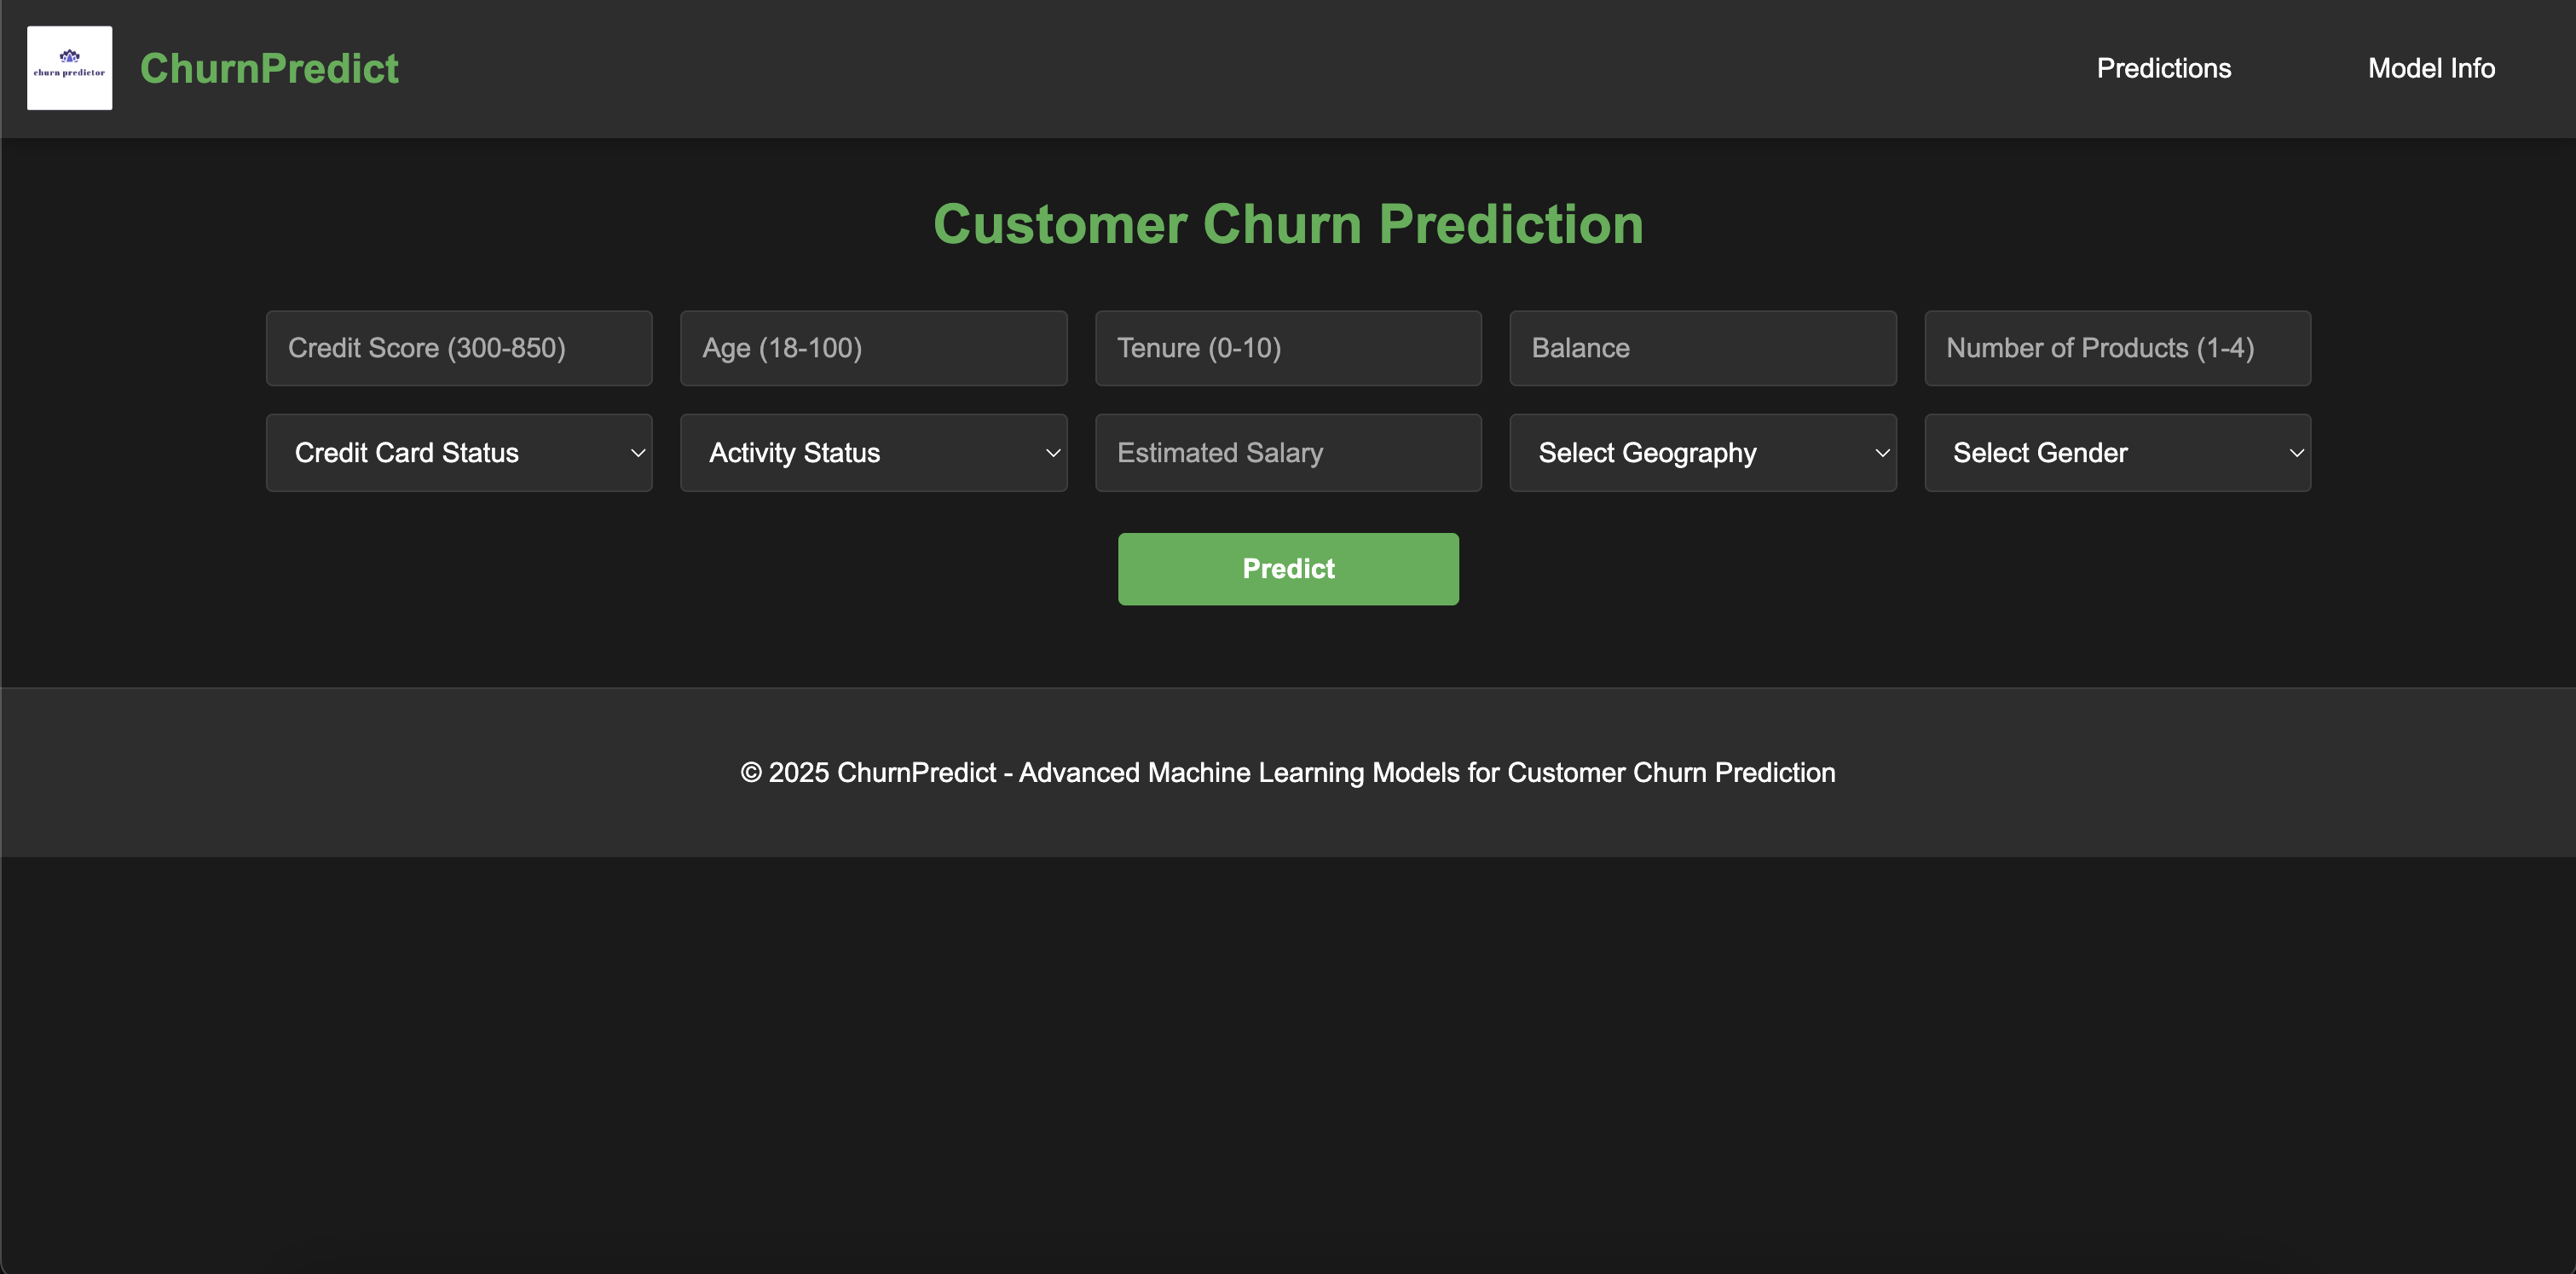 churn predictor
ChurnPredict
Predictions
Model Info
Customer Churn Prediction
Credit Score (300-850)
Age (18-100)
Tenure (0-10)
Balance
Number of Products (1-4)
Credit Card Status
Activity Status
Estimated Salary
Select Geography
Select Gender
Predict
© 2025 ChurnPredict - Advanced Machine Learning Models for Customer Churn Prediction